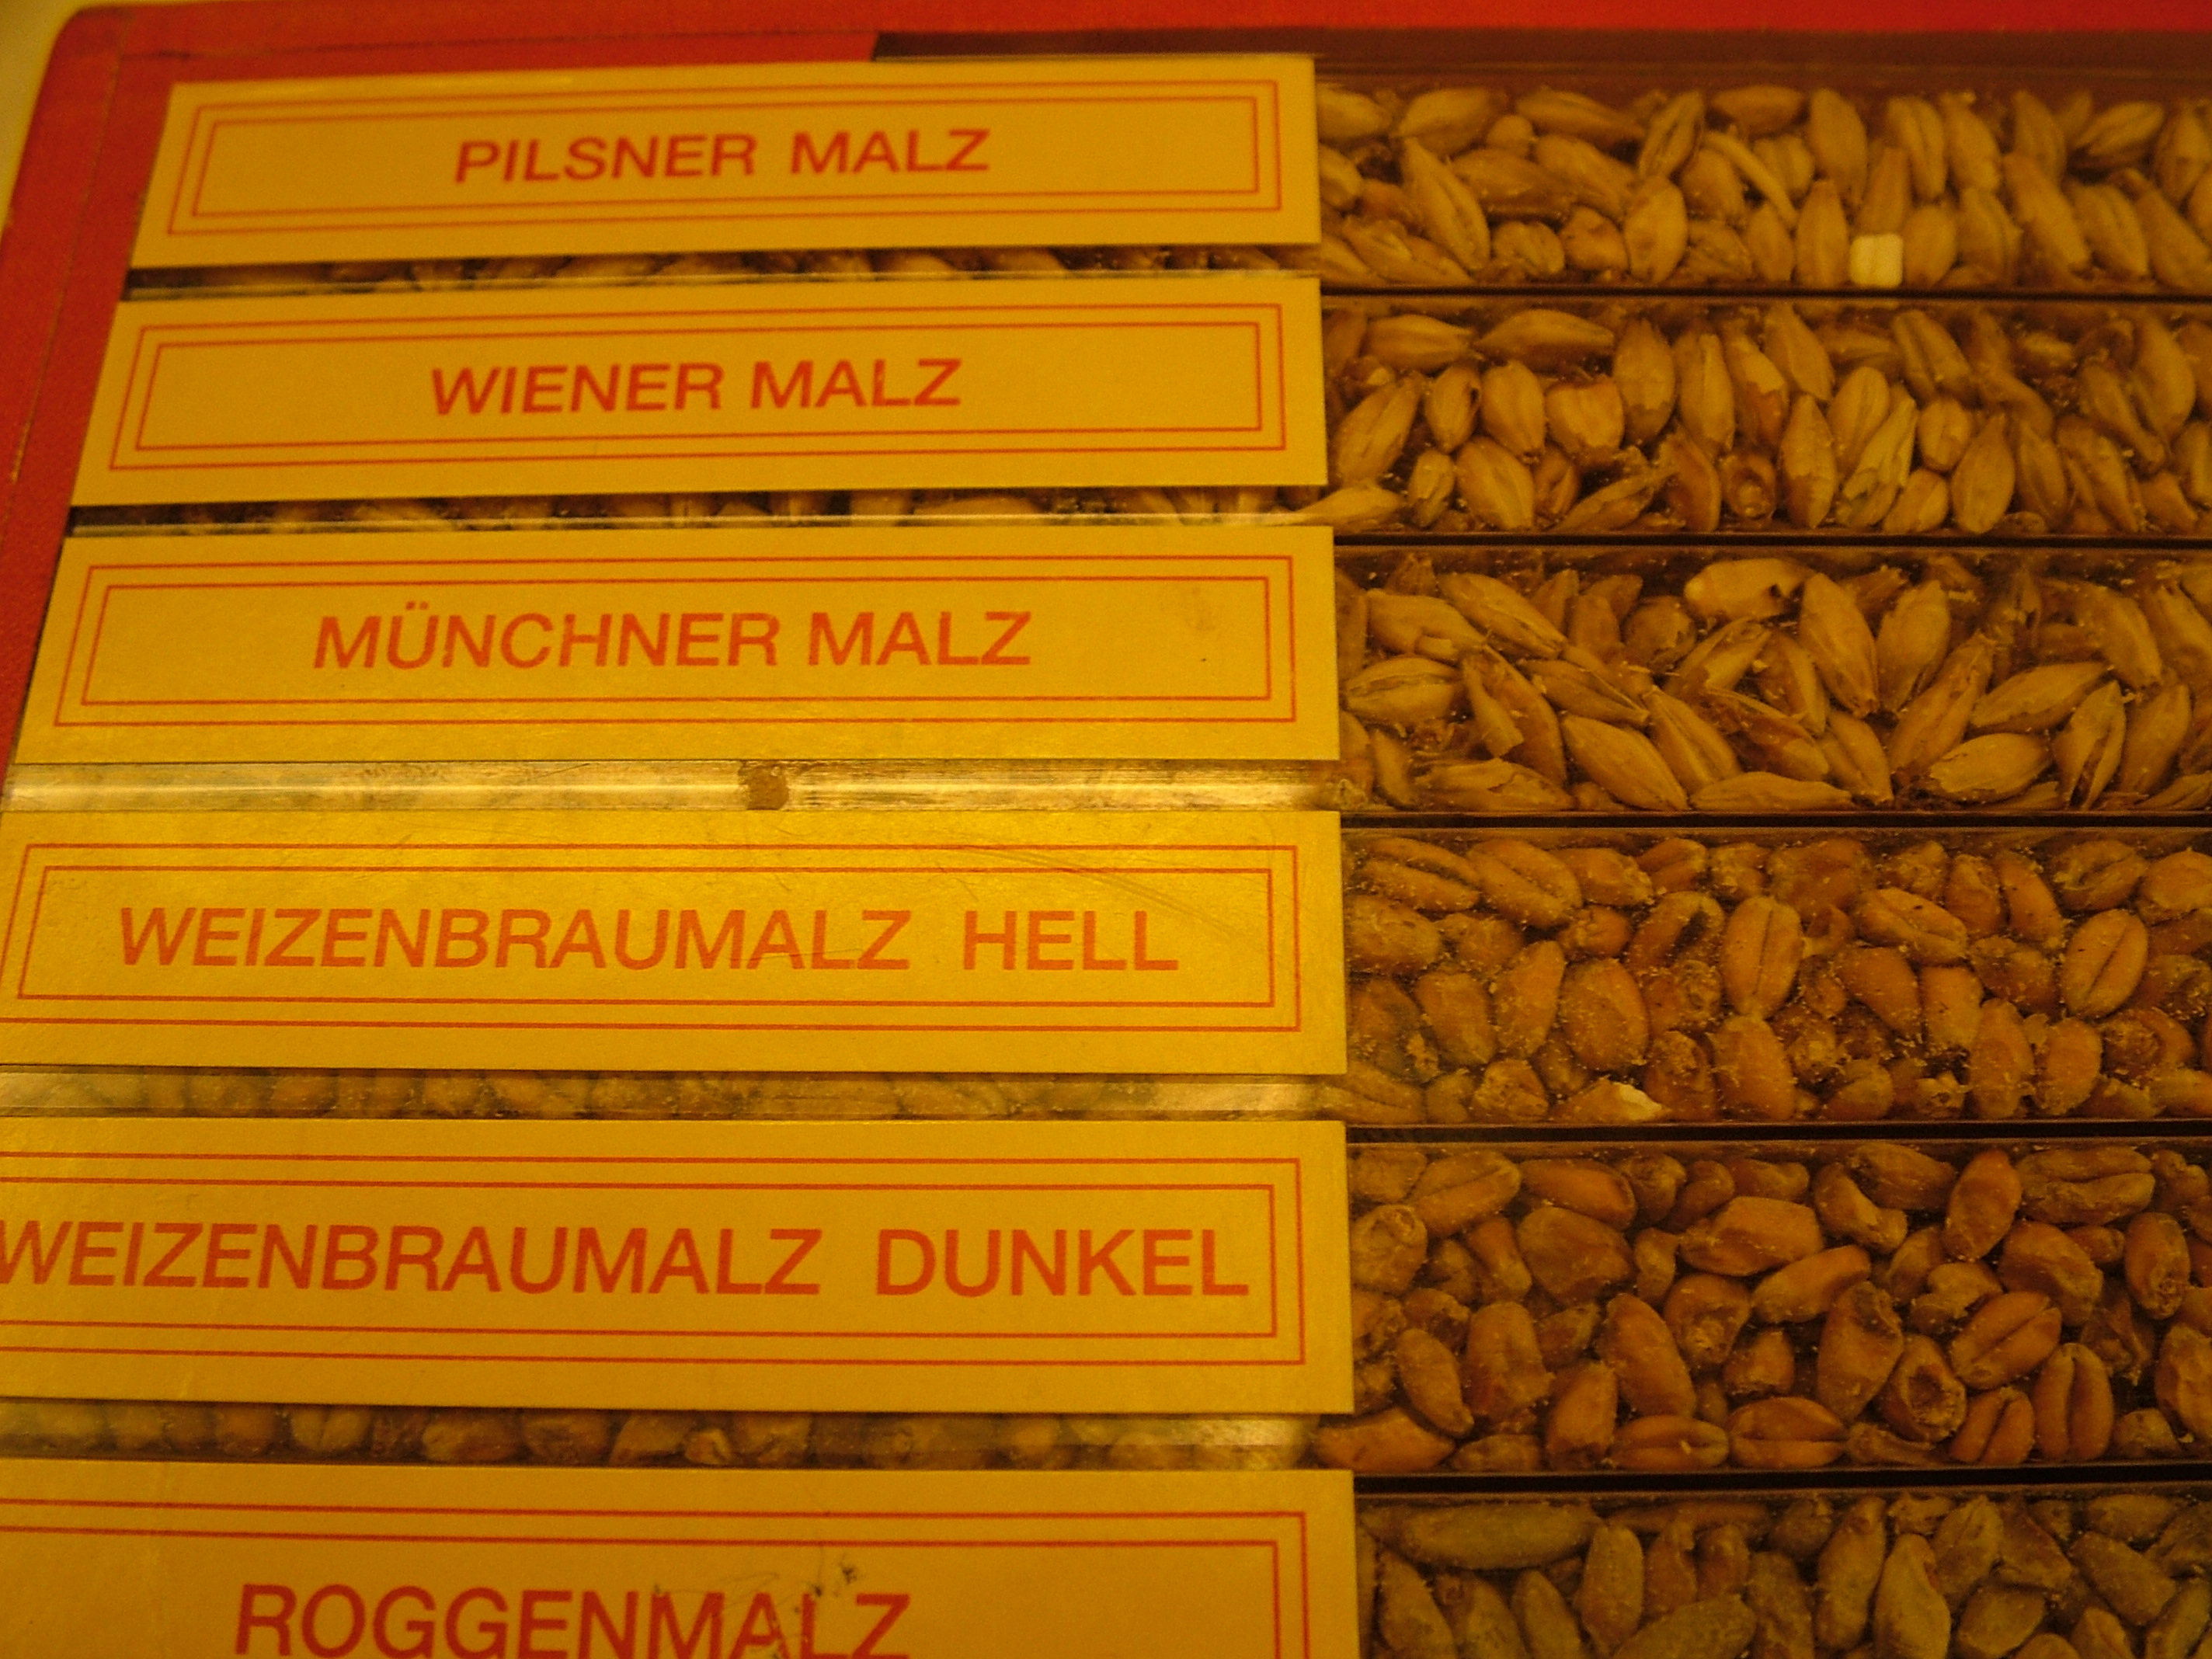 PILSNER MALZ
WIENER MALZ
MÜNCHNER MALZ
WEIZENBRAUMALZ HELL
WEIZENBRAUMALZ DUNKEL
ROGGENMALZ